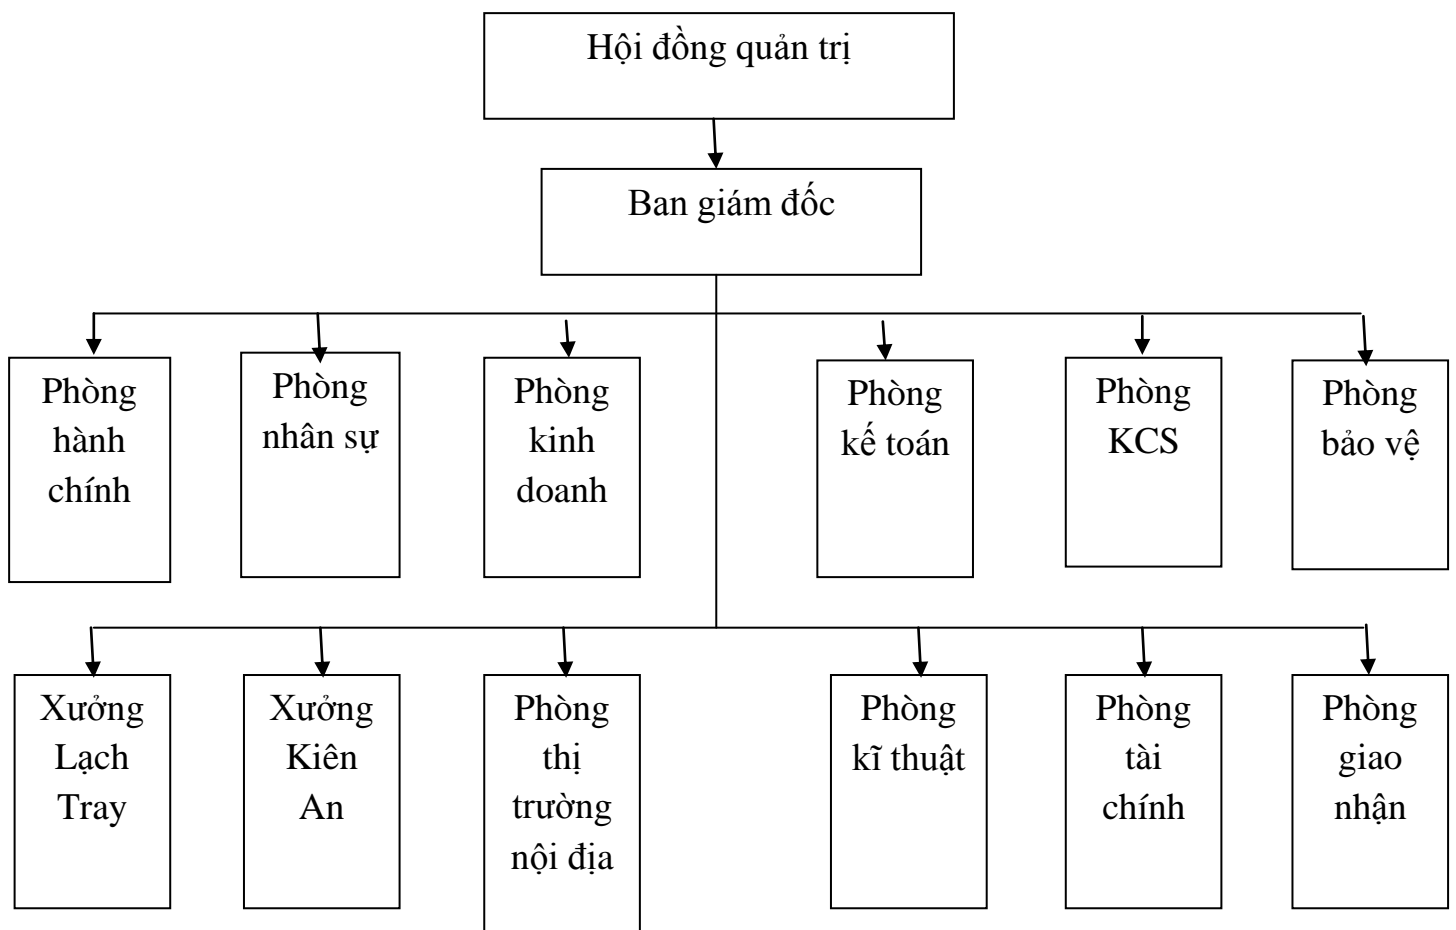 Hội đồng quản trị
Ban giám đốc
Phòng
hành
chính
Phòng
nhân sự
Phòng
kinh
doanh
Phòng
kế toán
Phòng
KCS
Phòng
bảo vệ
Xưởng
Lạch
Tray
Xưởng
Kiên
An
Phòng
thị
trường
nội địa
Phòng
kĩ thuật
Phòng
tài
chính
Phòng
giao
nhận